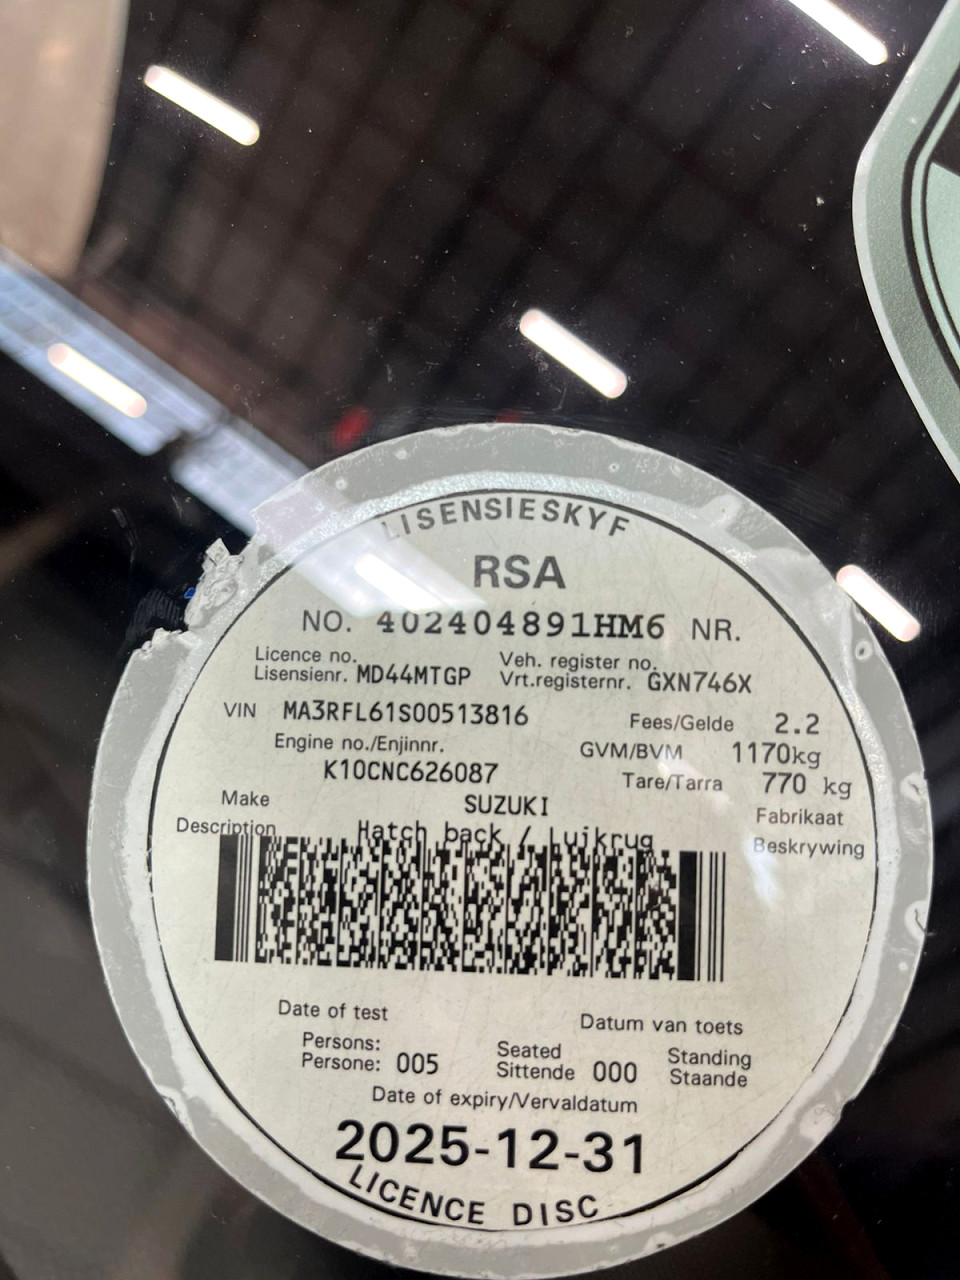 LISENSIESKYF
RSA
NO. 402404891HM6 NR.
Licence no. Veh. register no.
Lisensienr. MD44MTGP Vrt.registernr. GXN746X
VIN MA3RFL61S00513816 Fees/Gelde 2.2
Engine no./Enjinnr. GVM/BVM 1170kg
K10CNC626087 Tare/Tarra 770 kg
Make SUZUKI Fabrikaat
Description Hatch back / Luikrug Beskrywing
Date of test Datum van toets
Persons: Seated Standing
Persone: 005 Sittende 000 Staande
Date of expiry/Vervaldatum
2025-12-31
LICENCE DISC